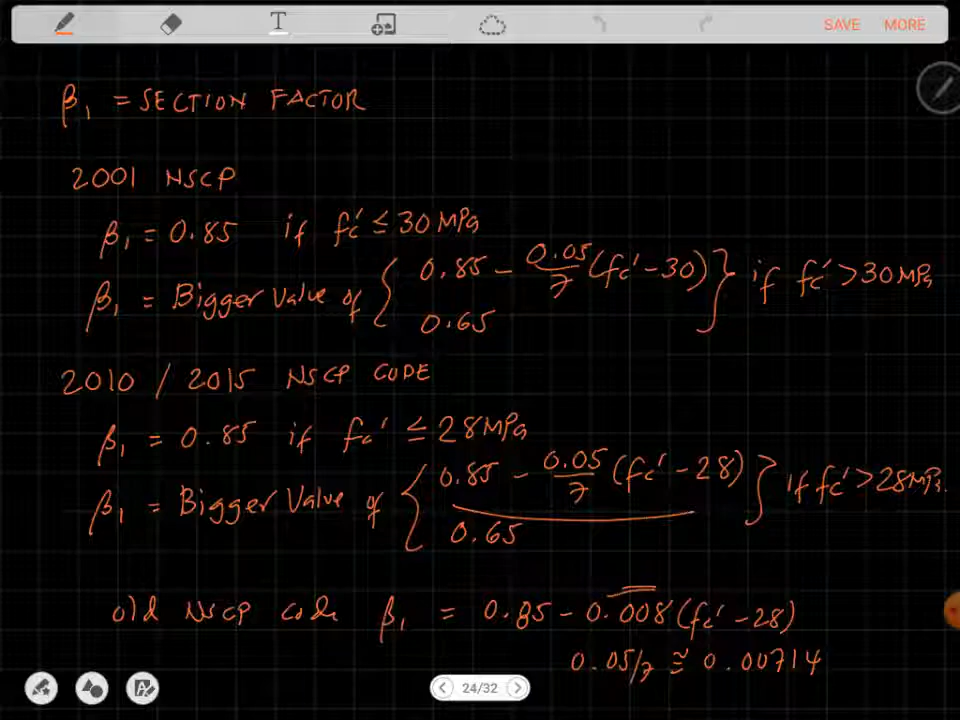 SAVE MORE
β₁ = SECTION FACTOR
2001 NSCP
β₁ = 0.85 if fc' ≤ 30 MPa
β₁ = Bigger Value of { 0.85 - 0.05/7 (fc' - 30) } if fc' > 30 MPa
0.65
2010 / 2015 NSCP CODE
β₁ = 0.85 if fc' ≤ 28 MPa
β₁ = Bigger Value of { 0.85 - 0.05/7 (fc' - 28) } if fc' > 28 MPa
0.65
old NSCP code β₁ = 0.85 - 0.008 (fc' - 28)
0.05/7 ≅ 0.00714
24/32